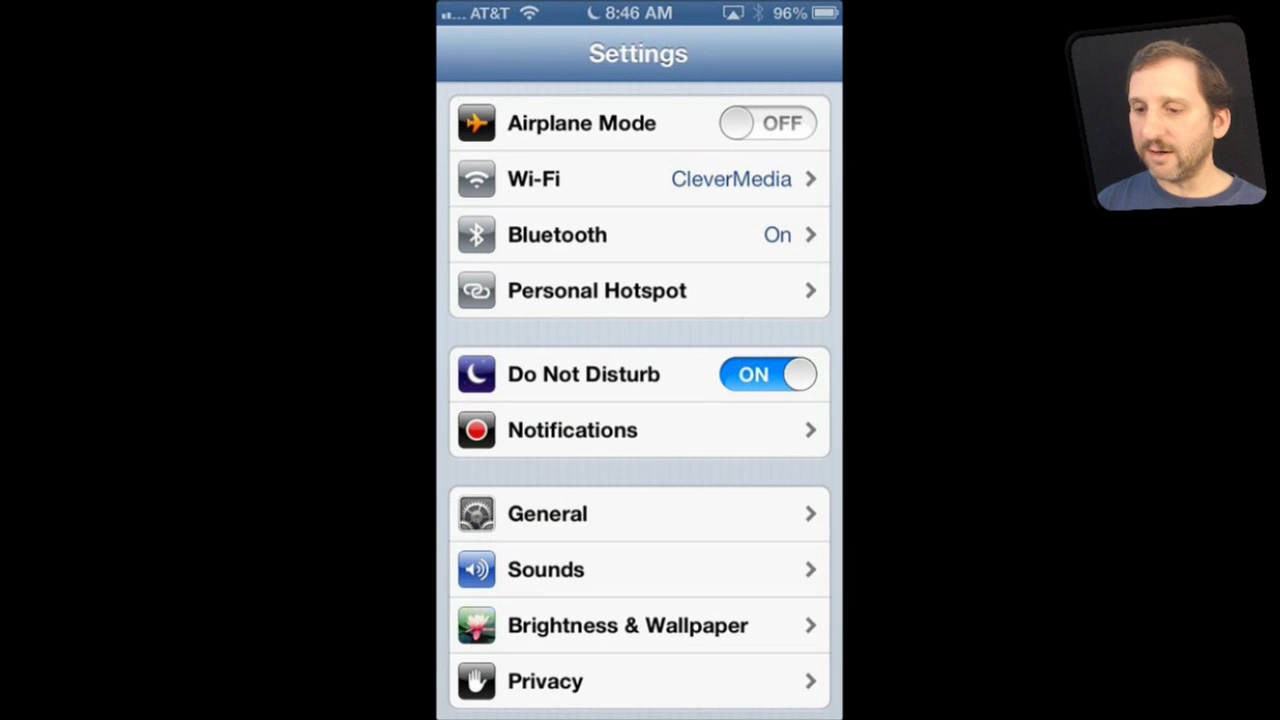 AT&T 8:46 AM 96%
Settings
Airplane Mode OFF
Wi-Fi CleverMedia
Bluetooth On
Personal Hotspot
Do Not Disturb ON
Notifications
General
Sounds
Brightness & Wallpaper
Privacy